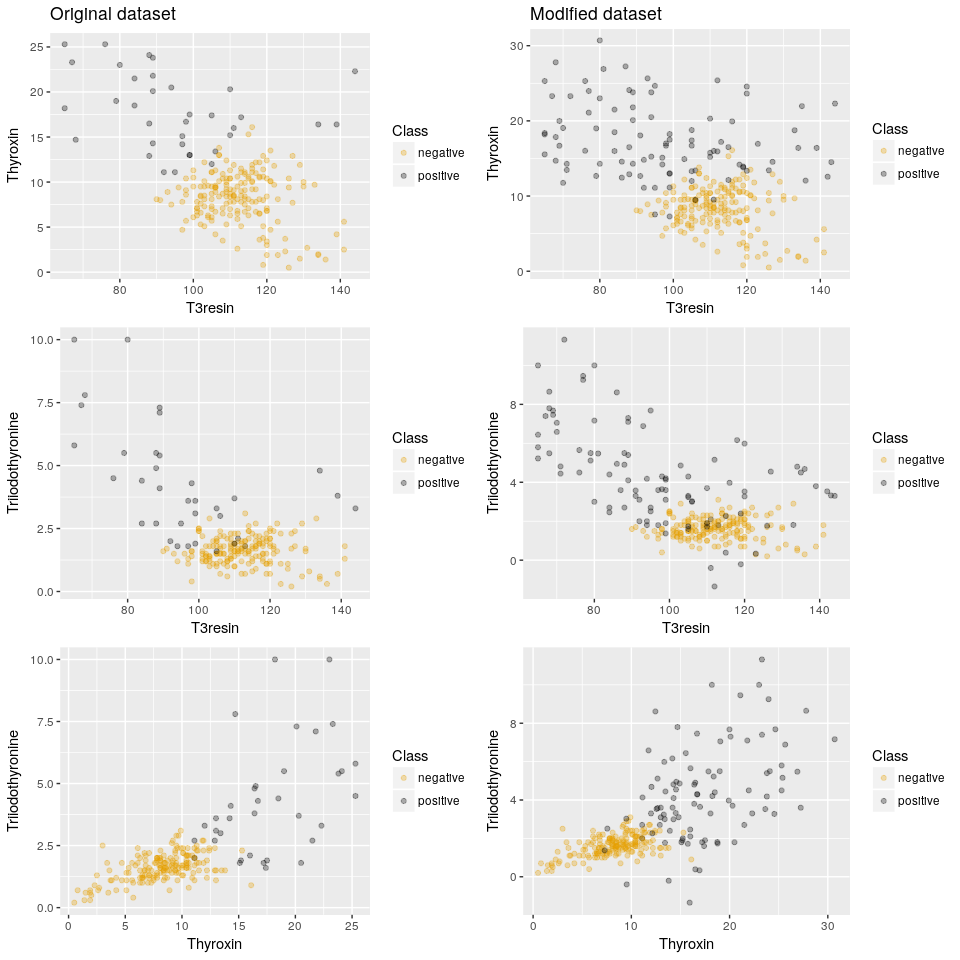 Original dataset
Modified dataset
25
20
15
10
5
0
Thyroxin
80
100
120
140
T3resin
Class
negative
positive
30
20
10
0
Thyroxin
80
100
120
140
T3resin
Class
negative
positive
10.0
7.5
5.0
2.5
0.0
Triiodothyronine
80
100
120
140
T3resin
Class
negative
positive
8
4
0
Triiodothyronine
80
100
120
140
T3resin
Class
negative
positive
10.0
7.5
5.0
2.5
0.0
Triiodothyronine
0
5
10
15
20
25
Thyroxin
Class
negative
positive
8
4
0
Triiodothyronine
0
10
20
30
Thyroxin
Class
negative
positive